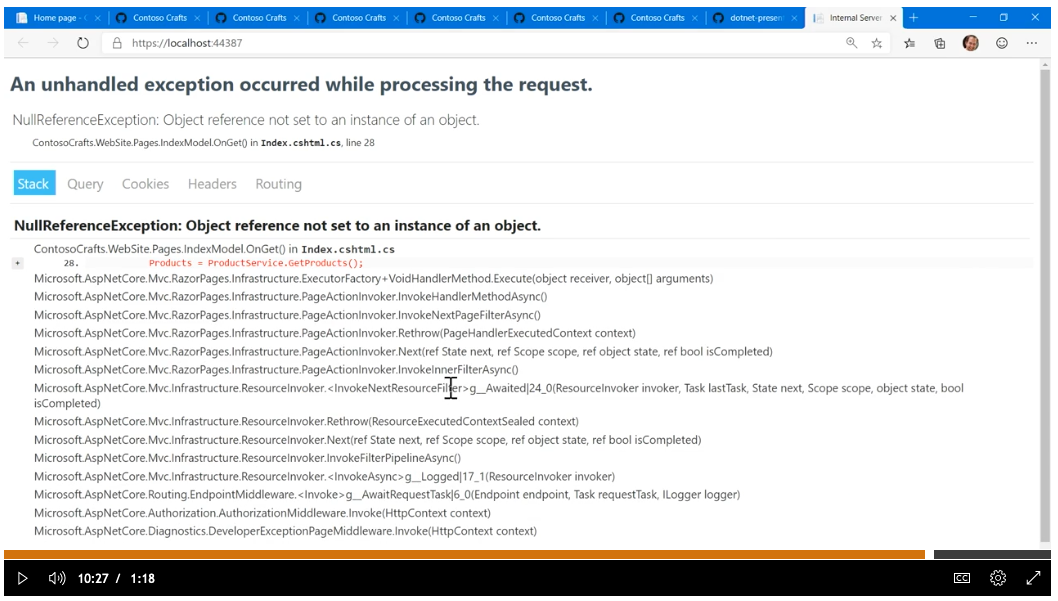 Home page - C
Contoso Crafts
Contoso Crafts
Contoso Crafts
Contoso Crafts
Contoso Crafts
Contoso Crafts
dotnet-presen
Internal Server
https://localhost:44387
An unhandled exception occurred while processing the request.
NullReferenceException: Object reference not set to an instance of an object.
ContosoCrafts.WebSite.Pages.IndexModel.OnGet() in Index.cshtml.cs, line 28
Stack Query Cookies Headers Routing
NullReferenceException: Object reference not set to an instance of an object.
ContosoCrafts.WebSite.Pages.IndexModel.OnGet() in Index.cshtml.cs
+ 28. Products = ProductService.GetProducts();
Microsoft.AspNetCore.Mvc.RazorPages.Infrastructure.ExecutorFactory+VoidHandlerMethod.Execute(object receiver, object[] arguments)
Microsoft.AspNetCore.Mvc.RazorPages.Infrastructure.PageActionInvoker.InvokeHandlerMethodAsync()
Microsoft.AspNetCore.Mvc.RazorPages.Infrastructure.PageActionInvoker.InvokeNextPageFilterAsync()
Microsoft.AspNetCore.Mvc.RazorPages.Infrastructure.PageActionInvoker.Rethrow(PageHandlerExecutedContext context)
Microsoft.AspNetCore.Mvc.RazorPages.Infrastructure.PageActionInvoker.Next(ref State next, ref Scope scope, ref object state, ref bool isCompleted)
Microsoft.AspNetCore.Mvc.RazorPages.Infrastructure.PageActionInvoker.InvokeInnerFilterAsync()
Microsoft.AspNetCore.Mvc.Infrastructure.ResourceInvoker.<InvokeNextResourceFilter>g__Awaited|24_0(ResourceInvoker invoker, Task lastTask, State next, Scope scope, object state, bool
isCompleted)
Microsoft.AspNetCore.Mvc.Infrastructure.ResourceInvoker.Rethrow(ResourceExecutedContextSealed context)
Microsoft.AspNetCore.Mvc.Infrastructure.ResourceInvoker.Next(ref State next, ref Scope scope, ref object state, ref bool isCompleted)
Microsoft.AspNetCore.Mvc.Infrastructure.ResourceInvoker.InvokeFilterPipelineAsync()
Microsoft.AspNetCore.Mvc.Infrastructure.ResourceInvoker.<InvokeAsync>g__Logged|17_1(ResourceInvoker invoker)
Microsoft.AspNetCore.Routing.EndpointMiddleware.<Invoke>g__AwaitRequestTask|6_0(Endpoint endpoint, Task requestTask, ILogger logger)
Microsoft.AspNetCore.Authorization.AuthorizationMiddleware.Invoke(HttpContext context)
Microsoft.AspNetCore.Diagnostics.DeveloperExceptionPageMiddleware.Invoke(HttpContext context)
10:27 / 1:18
CC